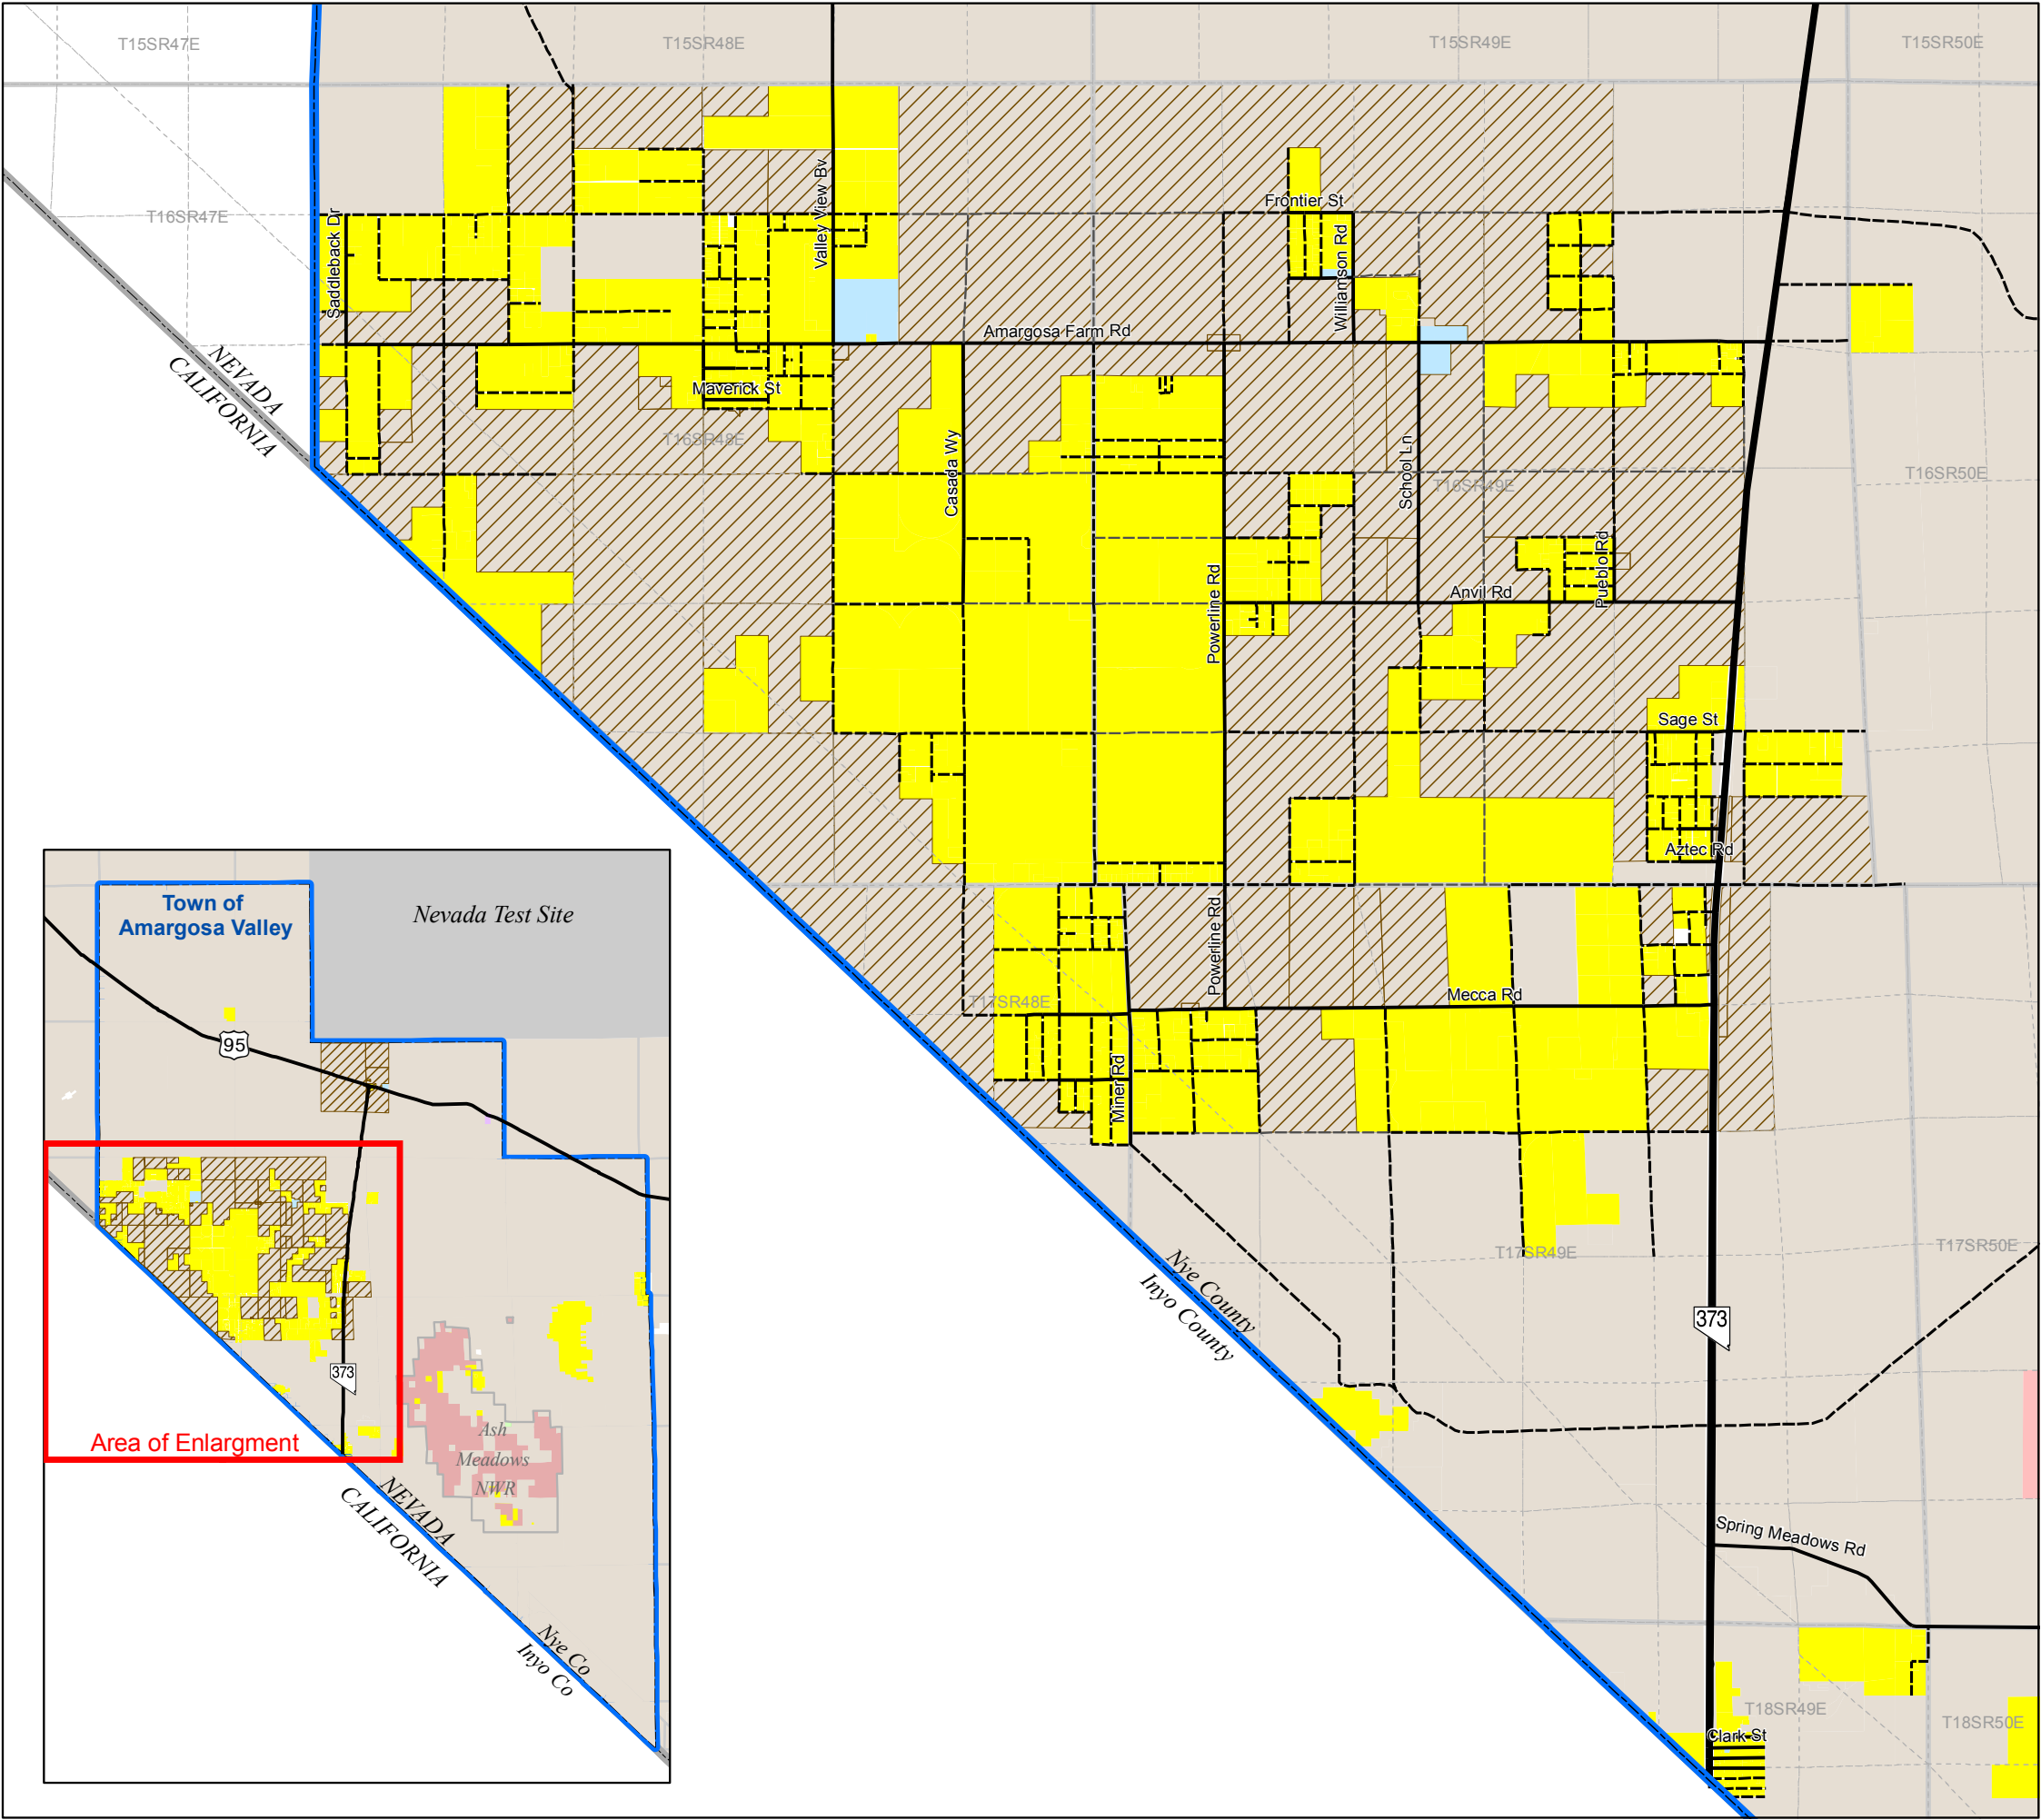 T15SR47E
T15SR48E
T15SR49E
T15SR50E
T16SR47E
Saddleback Dr
Valley View Bv
Frontier St
Williamson Rd
Amargosa Farm Rd
NEVADA
CALIFORNIA
Maverick St
T16SR48E
Casada Wy
School Ln
T16SR49E
T16SR50E
Powerline Rd
Anvil Rd
Pueblo Rd
Sage St
Aztec Rd
Powerline Rd
Mecca Rd
T17SR48E
Miner Rd
Nye County
Inyo County
T17SR49E
T17SR50E
373
Spring Meadows Rd
T18SR49E
T18SR50E
Clark St
Town of
Amargosa Valley
Nevada Test Site
95
373
Area of Enlargment
Ash
Meadows
NWR
NEVADA
CALIFORNIA
Nye Co
Inyo Co